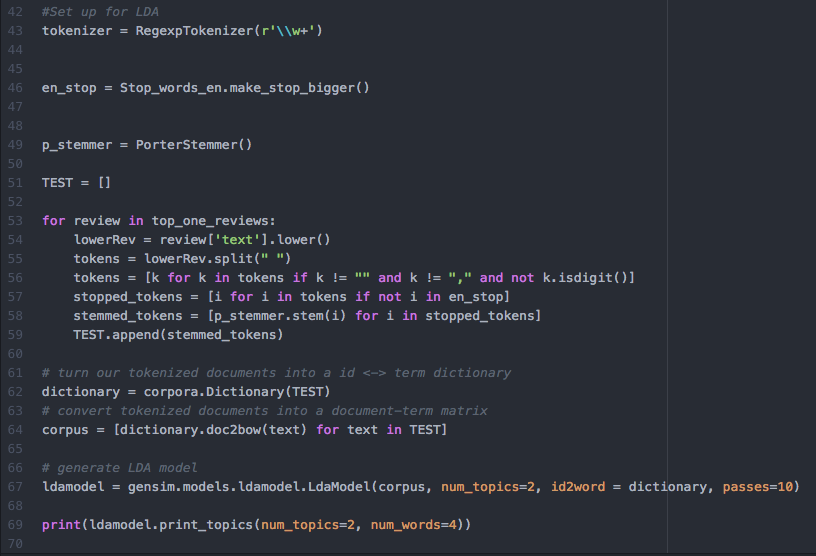 42 #Set up for LDA
43 tokenizer = RegexpTokenizer(r'\\w+')
44
45
46 en_stop = Stop_words_en.make_stop_bigger()
47
48
49 p_stemmer = PorterStemmer()
50
51 TEST = []
52
53 for review in top_one_reviews:
54     lowerRev = review['text'].lower()
55     tokens = lowerRev.split(" ")
56     tokens = [k for k in tokens if k != "" and k != "," and not k.isdigit()]
57     stopped_tokens = [i for i in tokens if not i in en_stop]
58     stemmed_tokens = [p_stemmer.stem(i) for i in stopped_tokens]
59     TEST.append(stemmed_tokens)
60
61 # turn our tokenized documents into a id <-> term dictionary
62 dictionary = corpora.Dictionary(TEST)
63 # convert tokenized documents into a document-term matrix
64 corpus = [dictionary.doc2bow(text) for text in TEST]
65
66 # generate LDA model
67 ldamodel = gensim.models.ldamodel.LdaModel(corpus, num_topics=2, id2word = dictionary, passes=10)
68
69 print(ldamodel.print_topics(num_topics=2, num_words=4))
70